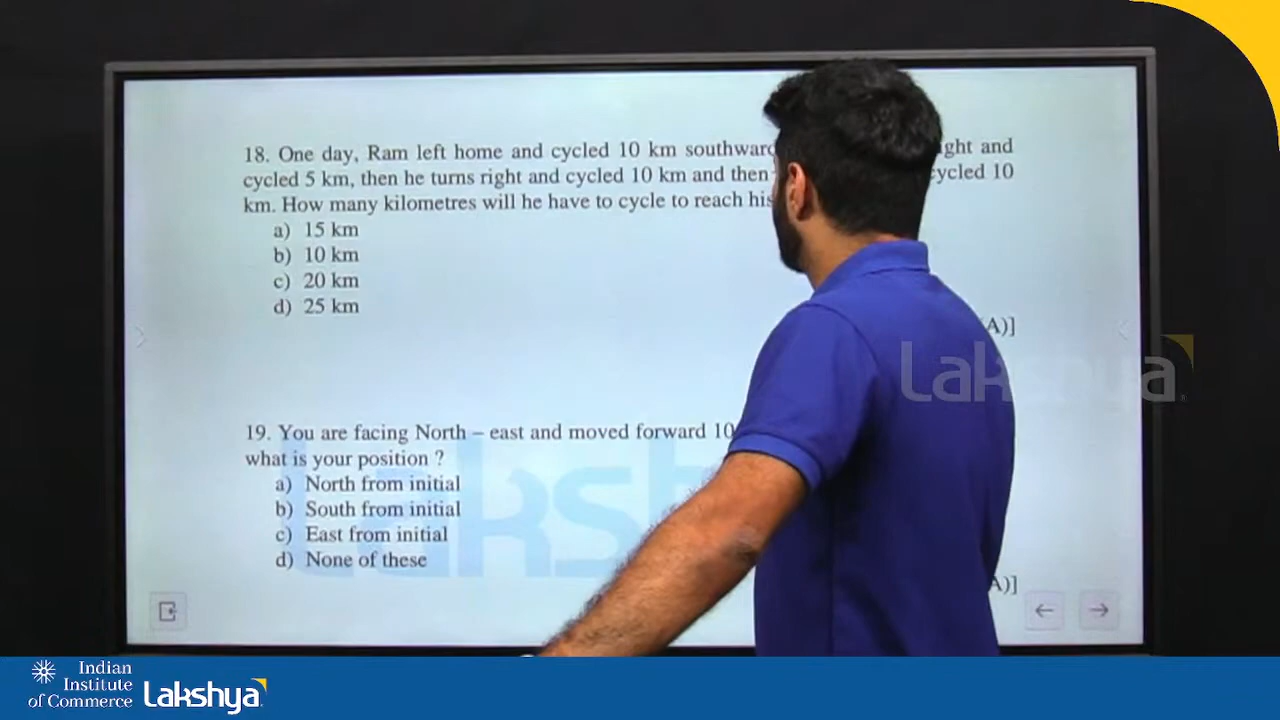 18. One day, Ram left home and cycled 10 km southward ght and
cycled 5 km, then he turns right and cycled 10 km and then cycled 10
km. How many kilometres will he have to cycle to reach his
a) 15 km
b) 10 km
c) 20 km
d) 25 km
A)]
Lakshya
19. You are facing North – east and moved forward 10
what is your position ?
a) North from initial
b) South from initial
c) East from initial
d) None of these
A)]
Indian
Institute
of Commerce
Lakshya